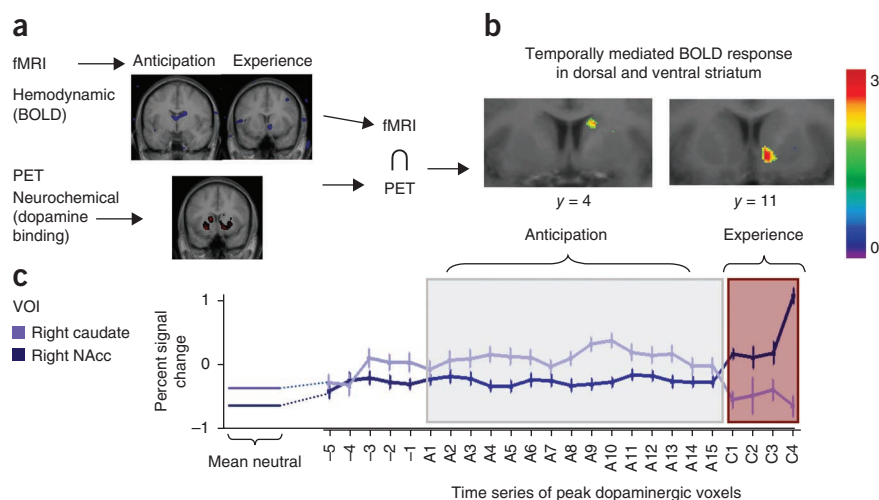 a
fMRI
Anticipation
Experience
Hemodynamic
(BOLD)
PET
Neurochemical
(dopamine
binding)
fMRI
∩
PET
b
Temporally mediated BOLD response
in dorsal and ventral striatum
y = 4
y = 11
3
0
c
VOI
Right caudate
Right NAcc
Anticipation
Experience
Percent signal
change
1
0
–1
Mean neutral
–5
–4
–3
–2
–1
A1
A2
A3
A4
A5
A6
A7
A8
A9
A10
A11
A12
A13
A14
A15
C1
C2
C3
C4
Time series of peak dopaminergic voxels